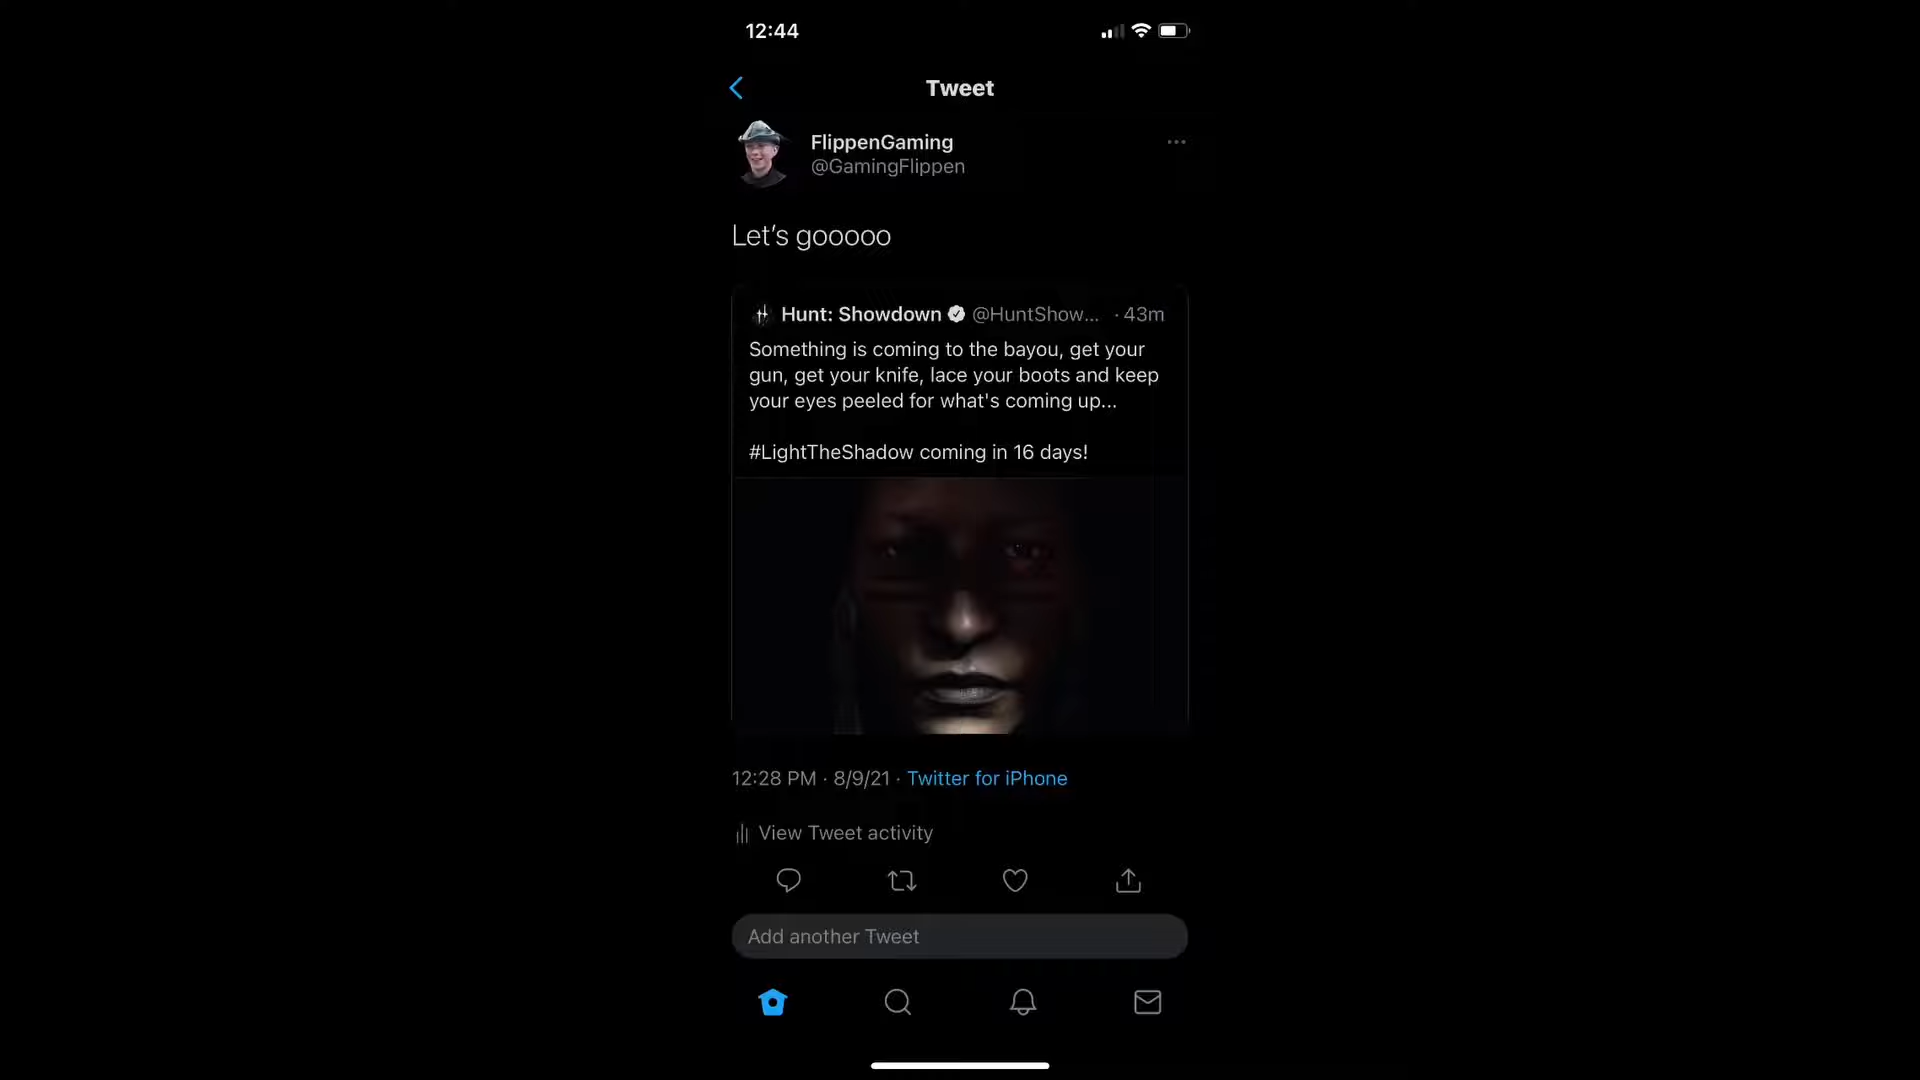 12:44
Tweet
FlippenGaming
@GamingFlippen
Let’s gooooo
Hunt: Showdown @HuntShow... · 43m
Something is coming to the bayou, get your
gun, get your knife, lace your boots and keep
your eyes peeled for what's coming up...
#LightTheShadow coming in 16 days!
12:28 PM · 8/9/21 · Twitter for iPhone
View Tweet activity
Add another Tweet